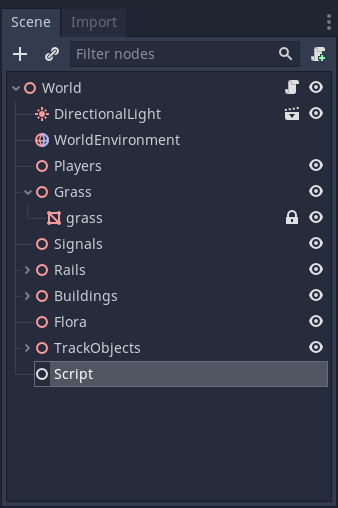 Scene Import
Filter nodes
World
DirectionalLight
WorldEnvironment
Players
Grass
grass
Signals
Rails
Buildings
Flora
TrackObjects
Script